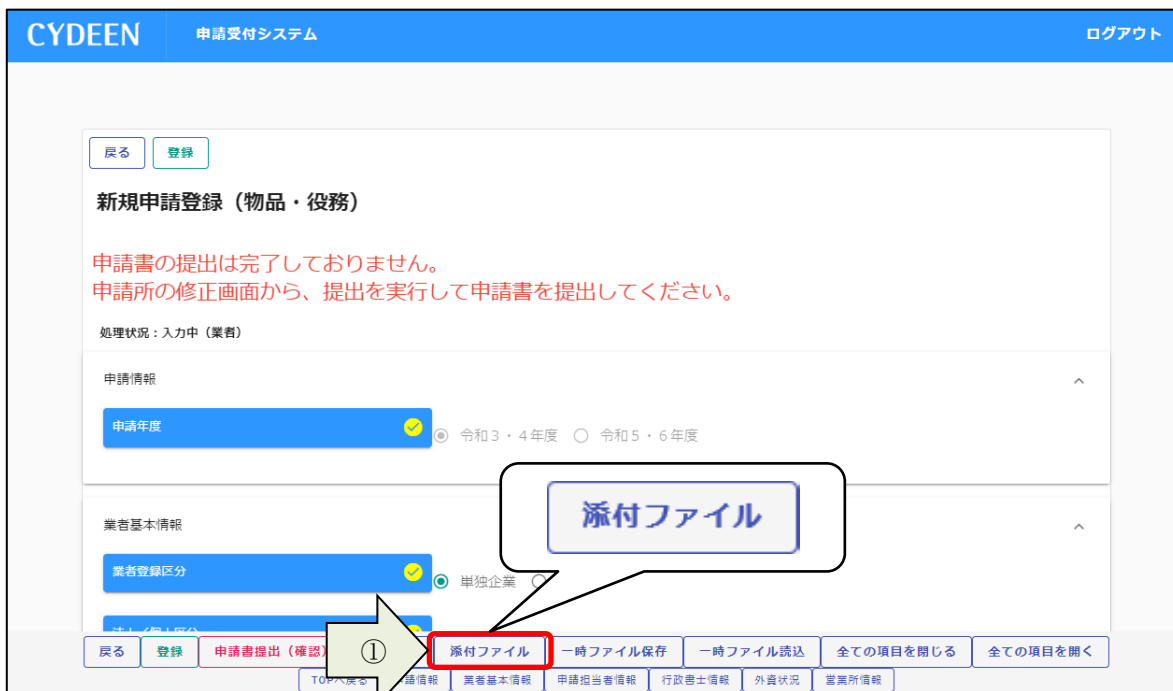 CYDEEN 申請受付システム ログアウト
戻る 登録
新規申請登録（物品・役務）
申請書の提出は完了しておりません。
申請所の修正画面から、提出を実行して申請書を提出してください。
処理状況：入力中（業者）
申請情報
申請年度 令和３・４年度 令和５・６年度
添付ファイル
業者基本情報
業者登録区分 単独企業
戻る 登録 申請書提出（確認） ① 添付ファイル 一時ファイル保存 一時ファイル読込 全ての項目を閉じる 全ての項目を開く
TOPへ戻る 請情報 業者基本情報 申請担当者情報 行政書士情報 外資状況 営業所情報